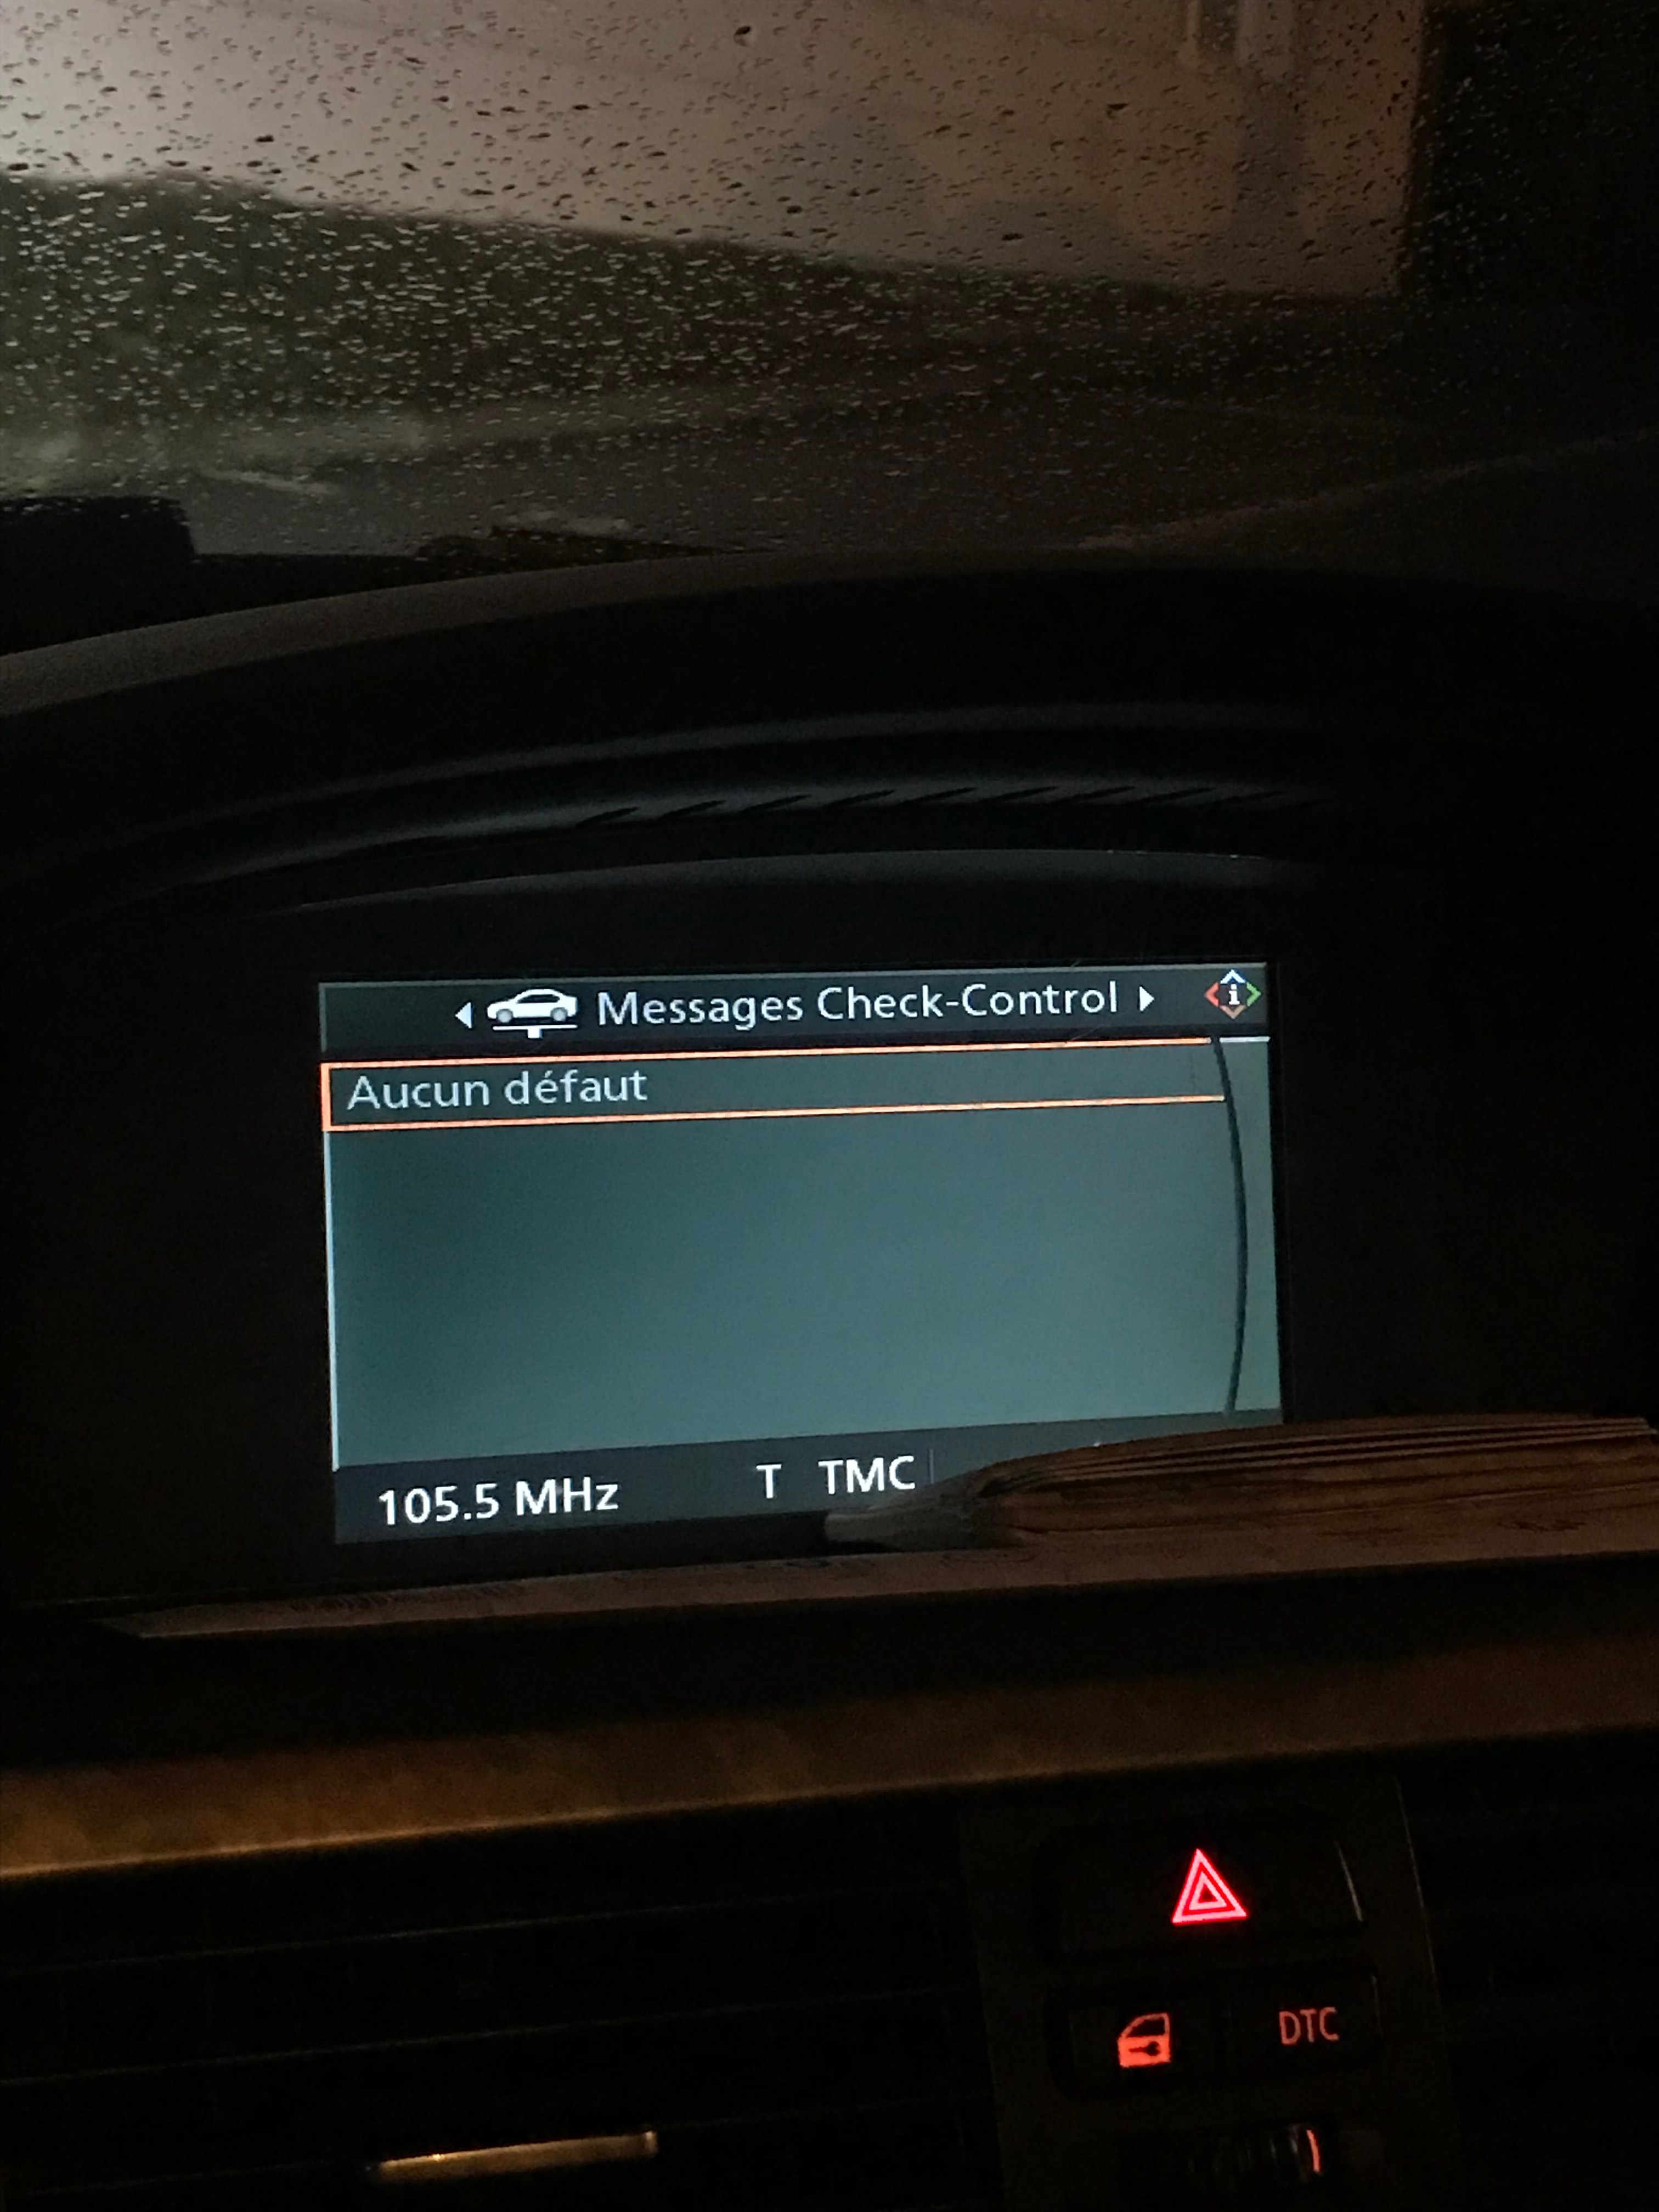 Messages Check-Control
i
Aucun défaut
105.5 MHz T TMC
DTC